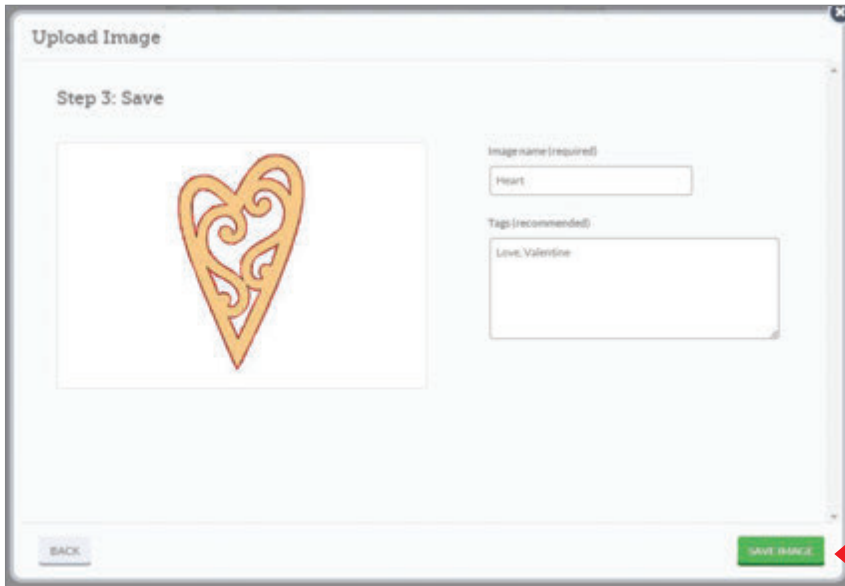 Upload Image
Step 3: Save
Image name (required)
Heart
Tags (recommended)
Love, Valentine
BACK
SAVE IMAGE